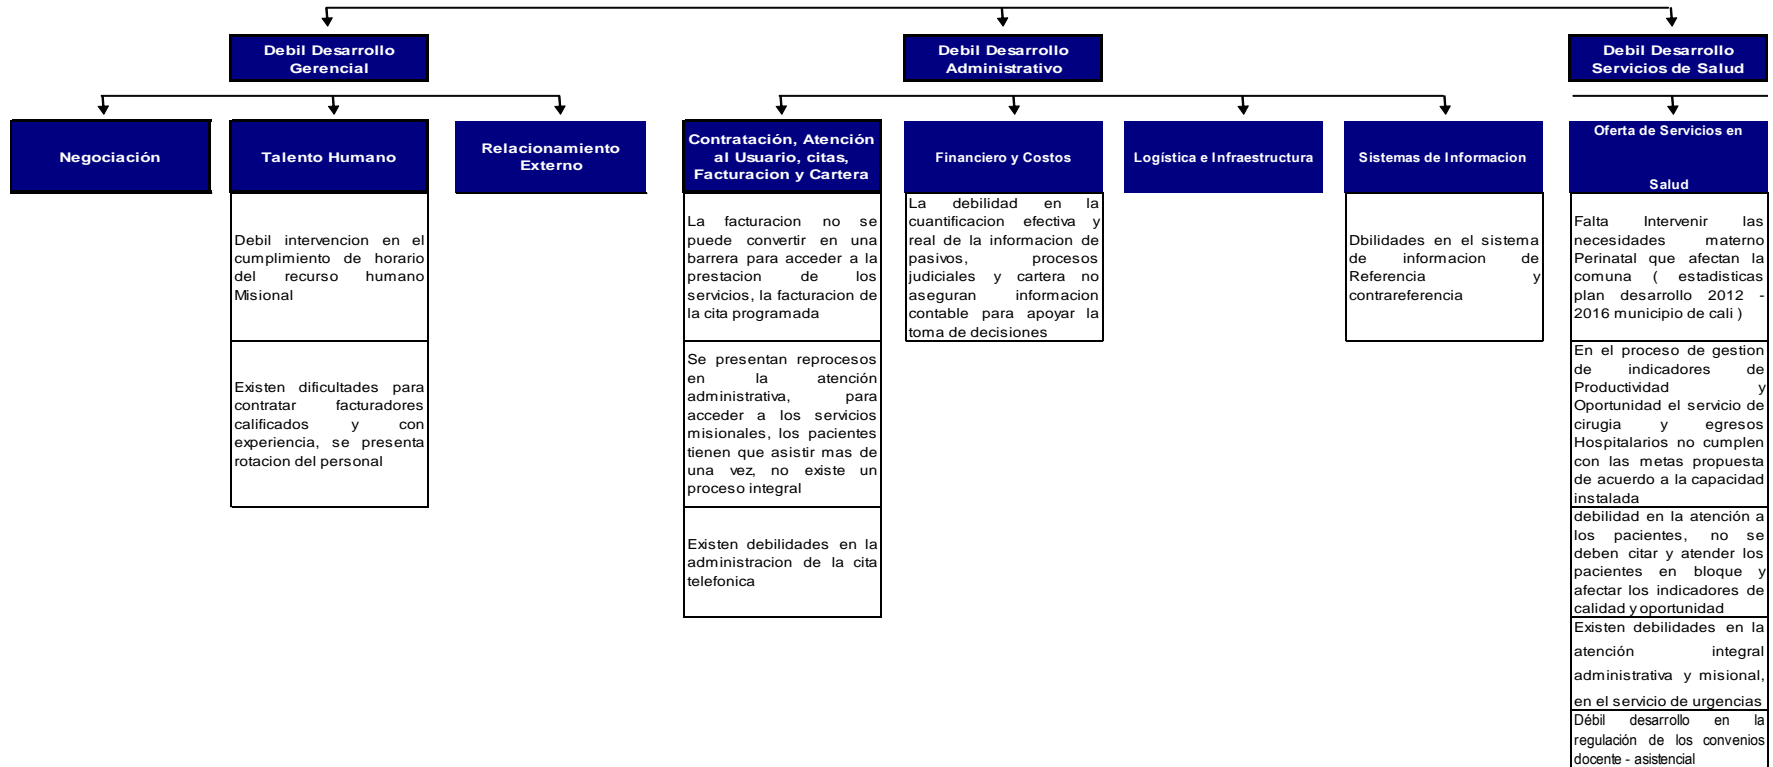 Debil Desarrollo
Gerencial
Debil Desarrollo
Administrativo
Debil Desarrollo
Servicios de Salud
Negociación
Talento Humano
Relacionamiento
Externo
Contratación, Atención
al Usuario, citas,
Facturacion y Cartera
Financiero y Costos
Logística e Infraestructura
Sistemas de Informacion
Oferta de Servicios en
Salud
Debil intervencion en el
cumplimiento de horario
del recurso humano
Misional
Existen dificultades para
contratar facturadores
calificados y con
experiencia, se presenta
rotacion del personal
La facturacion no se
puede convertir en una
barrera para acceder a la
prestacion de los
servicios, la facturacion de
la cita programada
Se presentan reprocesos
en la atención
administrativa, para
acceder a los servicios
misionales, los pacientes
tienen que asistir mas de
una vez, no existe un
proceso integral
Existen debilidades en la
administracion de la cita
telefonica
La debilidad en la
cuantificacion efectiva y
real de la informacion de
pasivos, procesos
judiciales y cartera no
aseguran informacion
contable para apoyar la
toma de decisiones
Dbilidades en el sistema
de informacion de
Referencia y
contrareferencia
Falta Intervenir las
necesidades materno
Perinatal que afectan la
comuna ( estadisticas
plan desarrollo 2012 -
2016 municipio de cali )
En el proceso de gestion
de indicadores de
Productividad y
Oportunidad el servicio de
cirugia y egresos
Hospitalarios no cumplen
con las metas propuesta
de acuerdo a la capacidad
instalada
debilidad en la atención a
los pacientes, no se
deben citar y atender los
pacientes en bloque y
afectar los indicadores de
calidad y oportunidad
Existen debilidades en la
atención integral
administrativa y misional,
en el servicio de urgencias
Débil desarrollo en la
regulación de los convenios
docente - asistencial